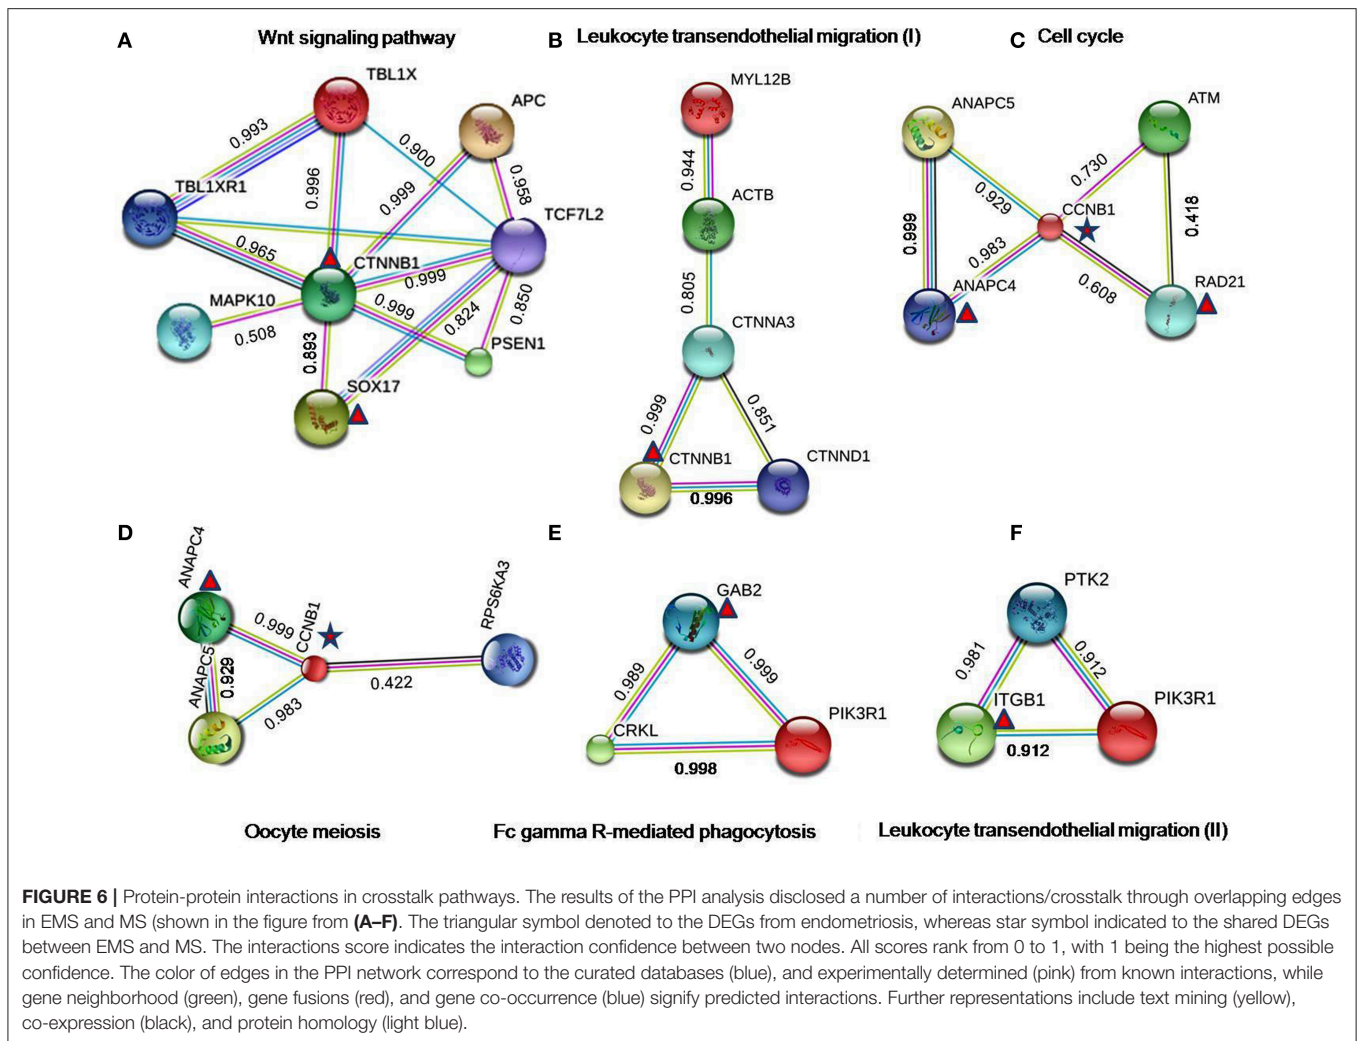 A
Wnt signaling pathway
TBL1X
APC
0.993
0.900
0.996
0.999
0.958
TBL1XR1
TCF7L2
0.965
CTNNB1
0.999
MAPK10
0.999
0.824
0.850
0.508
0.893
PSEN1
SOX17
B
Leukocyte transendothelial migration (I)
MYL12B
0.944
ACTB
0.805
CTNNA3
0.999
0.851
CTNNB1
CTNND1
0.996
C
Cell cycle
ANAPC5
ATM
0.730
0.929
CCNB1
0.999
0.418
0.983
ANAPC4
0.608
RAD21
D
ANAPC4
0.999
CCNB1
RPS6KA3
ANAPC5
0.929
0.422
0.983
Oocyte meiosis
E
GAB2
0.989
0.999
CRKL
PIK3R1
0.998
Fc gamma R-mediated phagocytosis
F
PTK2
0.981
0.912
ITGB1
PIK3R1
0.912
Leukocyte transendothelial migration (II)
FIGURE 6 | Protein-protein interactions in crosstalk pathways. The results of the PPI analysis disclosed a number of interactions/crosstalk through overlapping edges
in EMS and MS (shown in the figure from (A–F). The triangular symbol denoted to the DEGs from endometriosis, whereas star symbol indicated to the shared DEGs
between EMS and MS. The interactions score indicates the interaction confidence between two nodes. All scores rank from 0 to 1, with 1 being the highest possible
confidence. The color of edges in the PPI network correspond to the curated databases (blue), and experimentally determined (pink) from known interactions, while
gene neighborhood (green), gene fusions (red), and gene co-occurrence (blue) signify predicted interactions. Further representations include text mining (yellow),
co-expression (black), and protein homology (light blue).